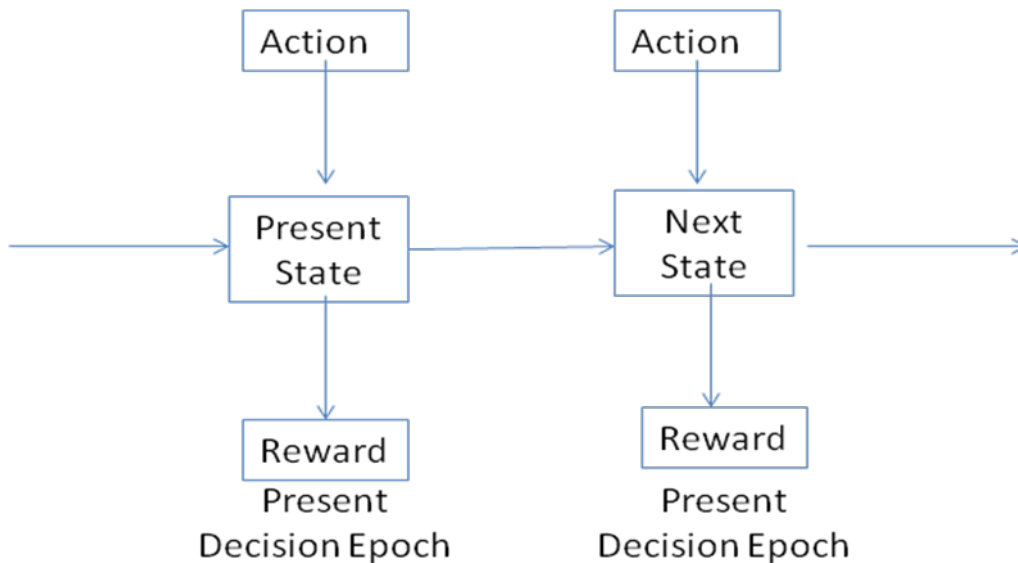 Action
Action
Present
State
Next
State
Reward
Reward
Present
Decision Epoch
Present
Decision Epoch